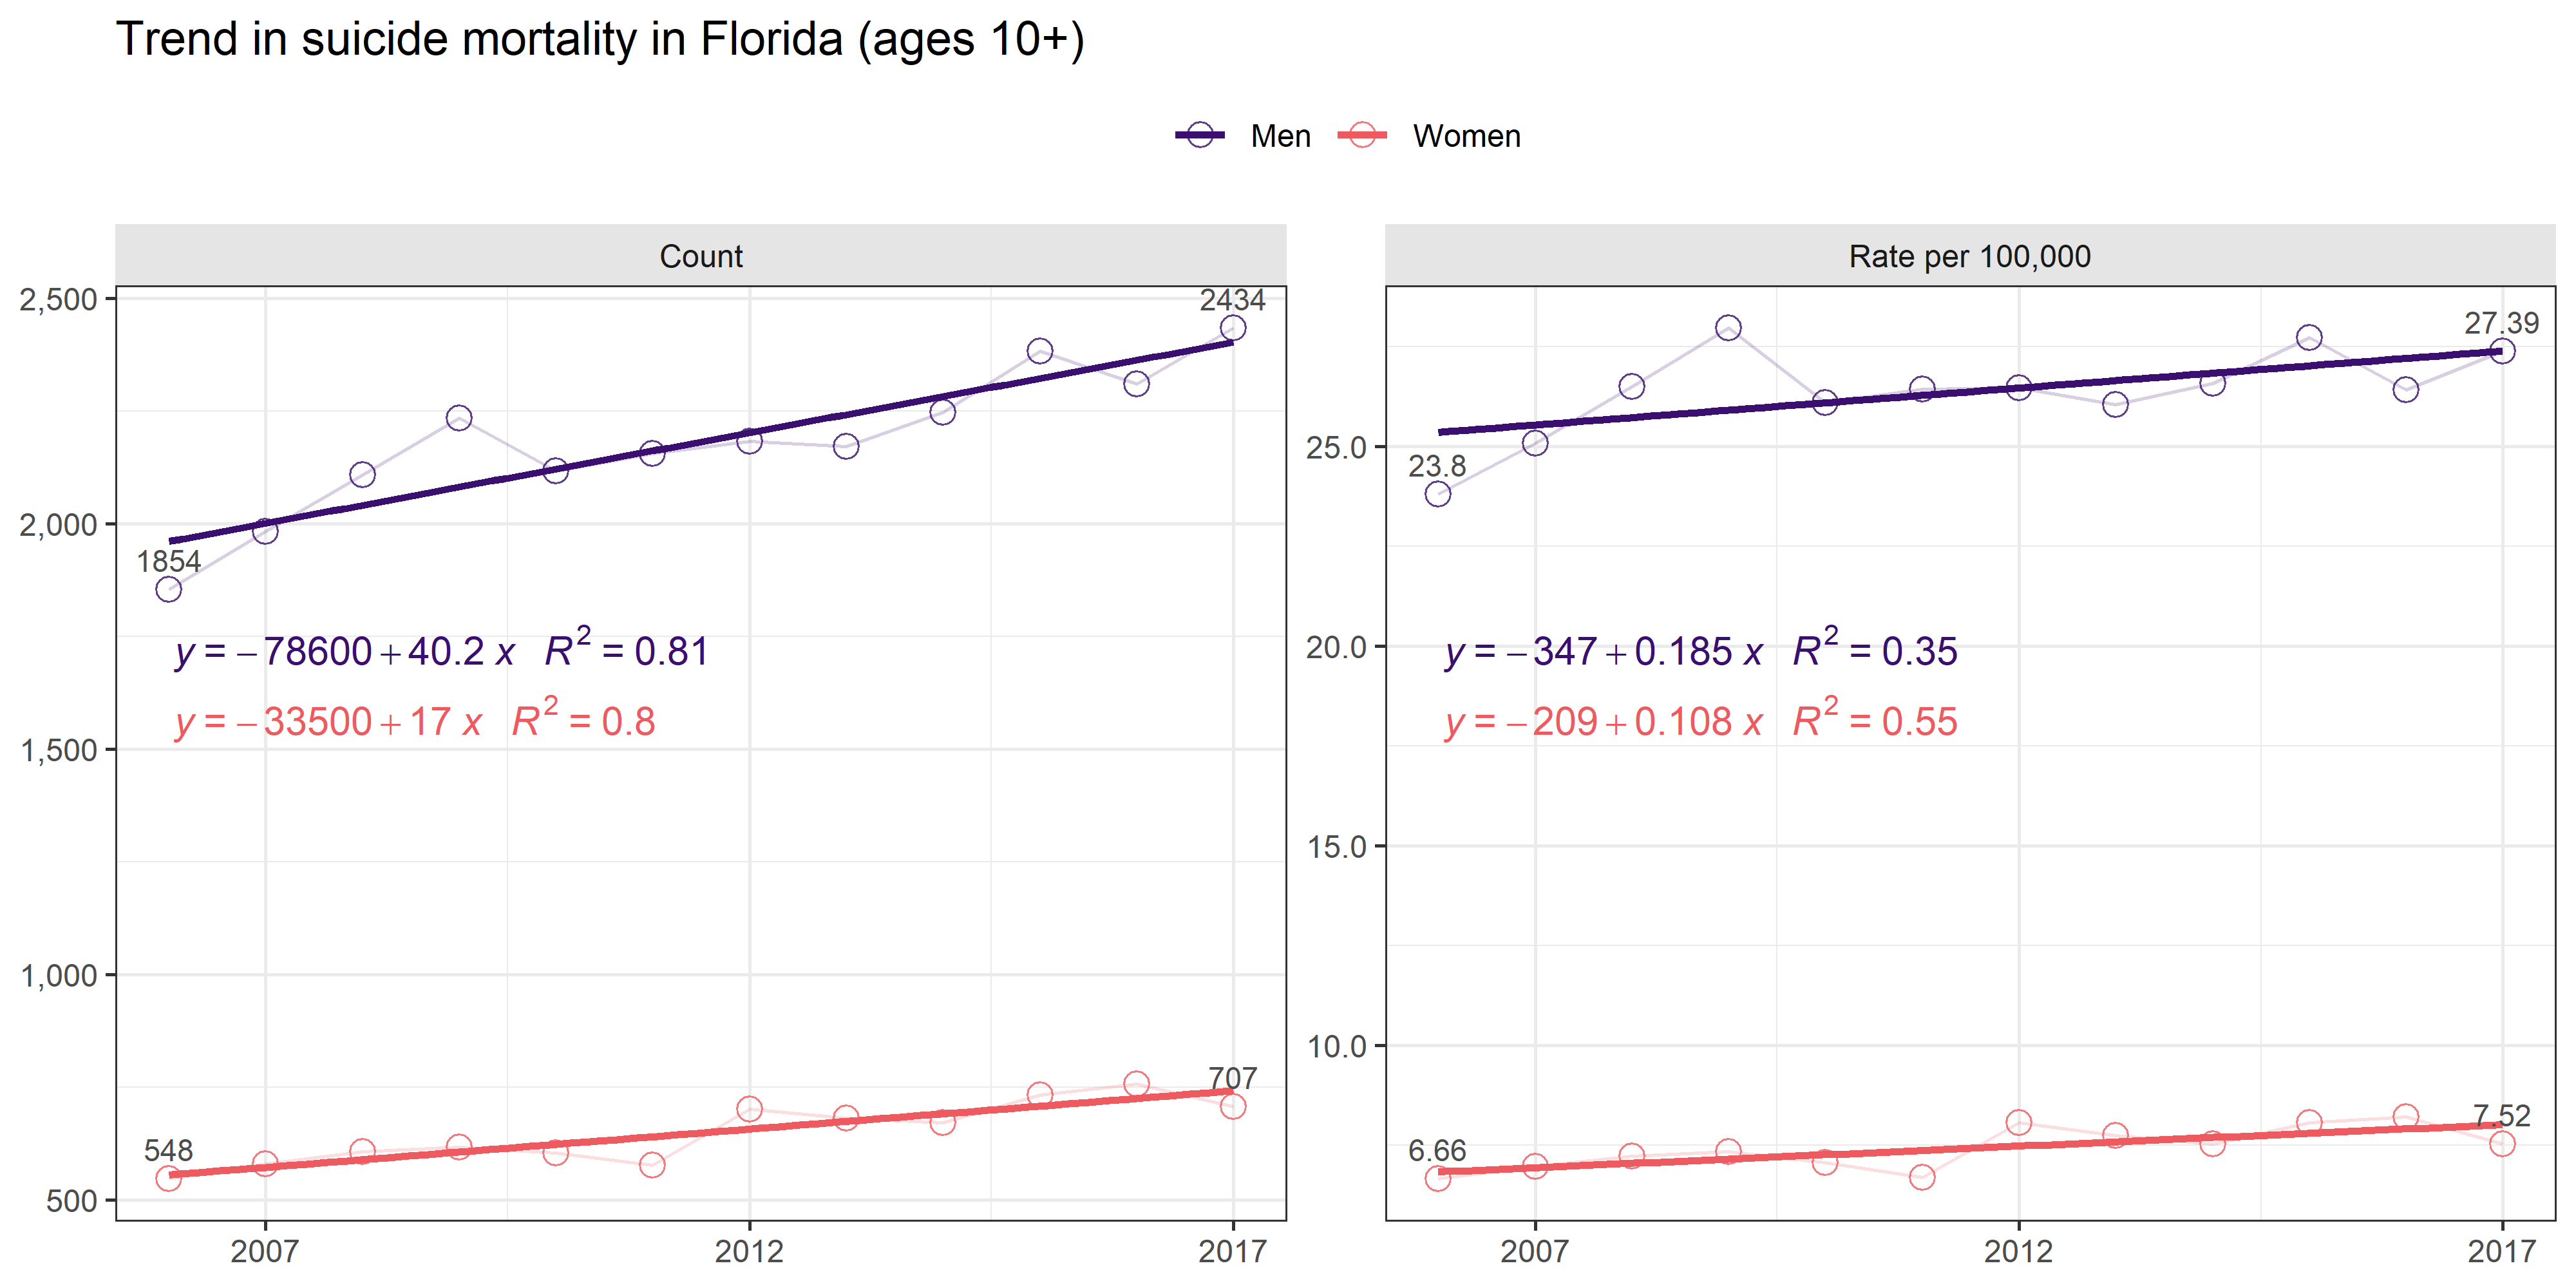 Trend in suicide mortality in Florida (ages 10+)
Men Women
Count
2,500
2,000
1,500
1,000
500
2434
1854
y = −78600 + 40.2 x R² = 0.81
y = −33500 + 17 x R² = 0.8
707
548
2007 2012 2017
Rate per 100,000
25.0
20.0
15.0
10.0
27.39
23.8
y = −347 + 0.185 x R² = 0.35
y = −209 + 0.108 x R² = 0.55
7.52
6.66
2007 2012 2017